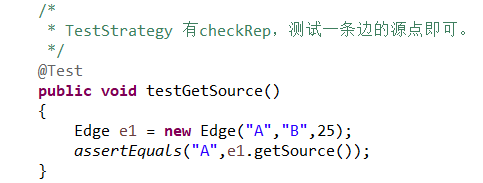 /*
 * TestStrategy 有checkRep，测试一条边的源点即可。
 */
@Test
public void testGetSource()
{
    Edge e1 = new Edge("A","B",25);
    assertEquals("A",e1.getSource());
}